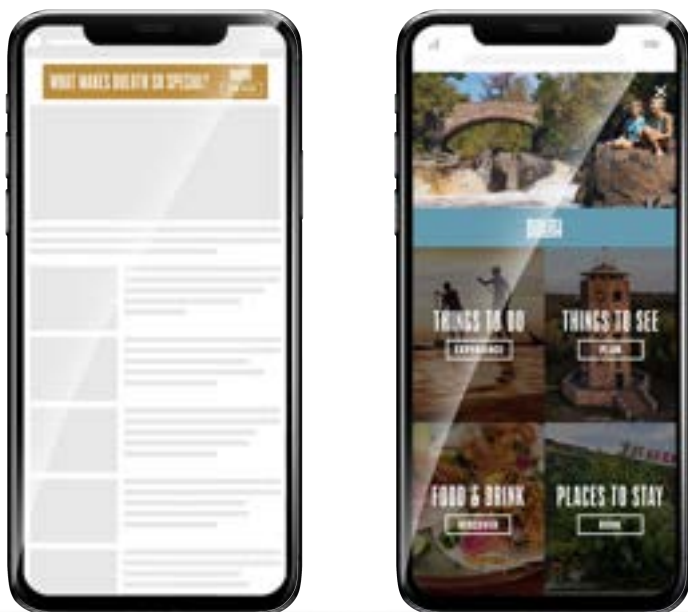 WHAT MAKES DULUTH SO SPECIAL?
DULUTH
THINGS TO DO
EXPERIENCE
THINGS TO SEE
PLAN
FOOD & DRINK
DISCOVER
PLACES TO STAY